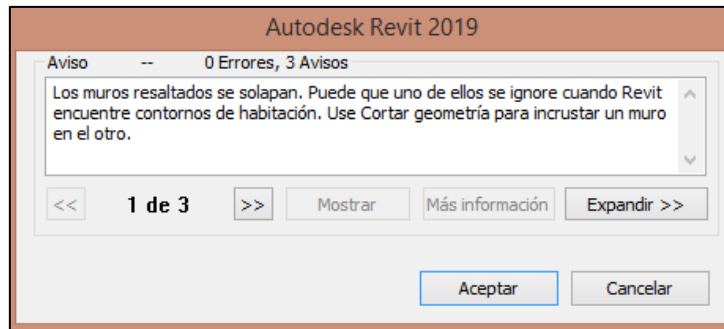 Autodesk Revit 2019
Aviso -- 0 Errores, 3 Avisos
Los muros resaltados se solapan. Puede que uno de ellos se ignore cuando Revit
encuentre contornos de habitación. Use Cortar geometría para incrustar un muro
en el otro.
<< 1 de 3 >> Mostrar Más información Expandir >>
Aceptar Cancelar